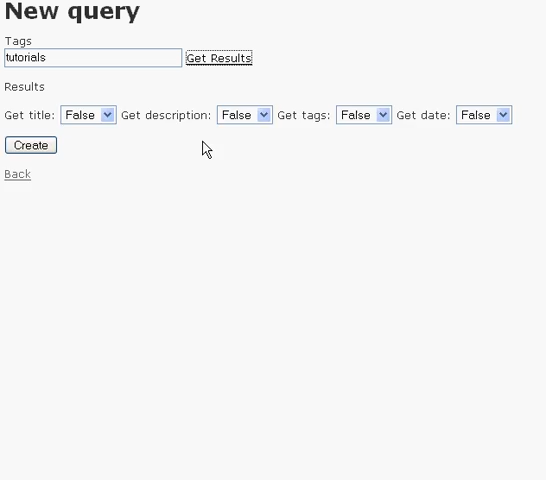 New query
Tags
tutorials Get Results
Results
Get title: False Get description: False Get tags: False Get date: False
Create
Back